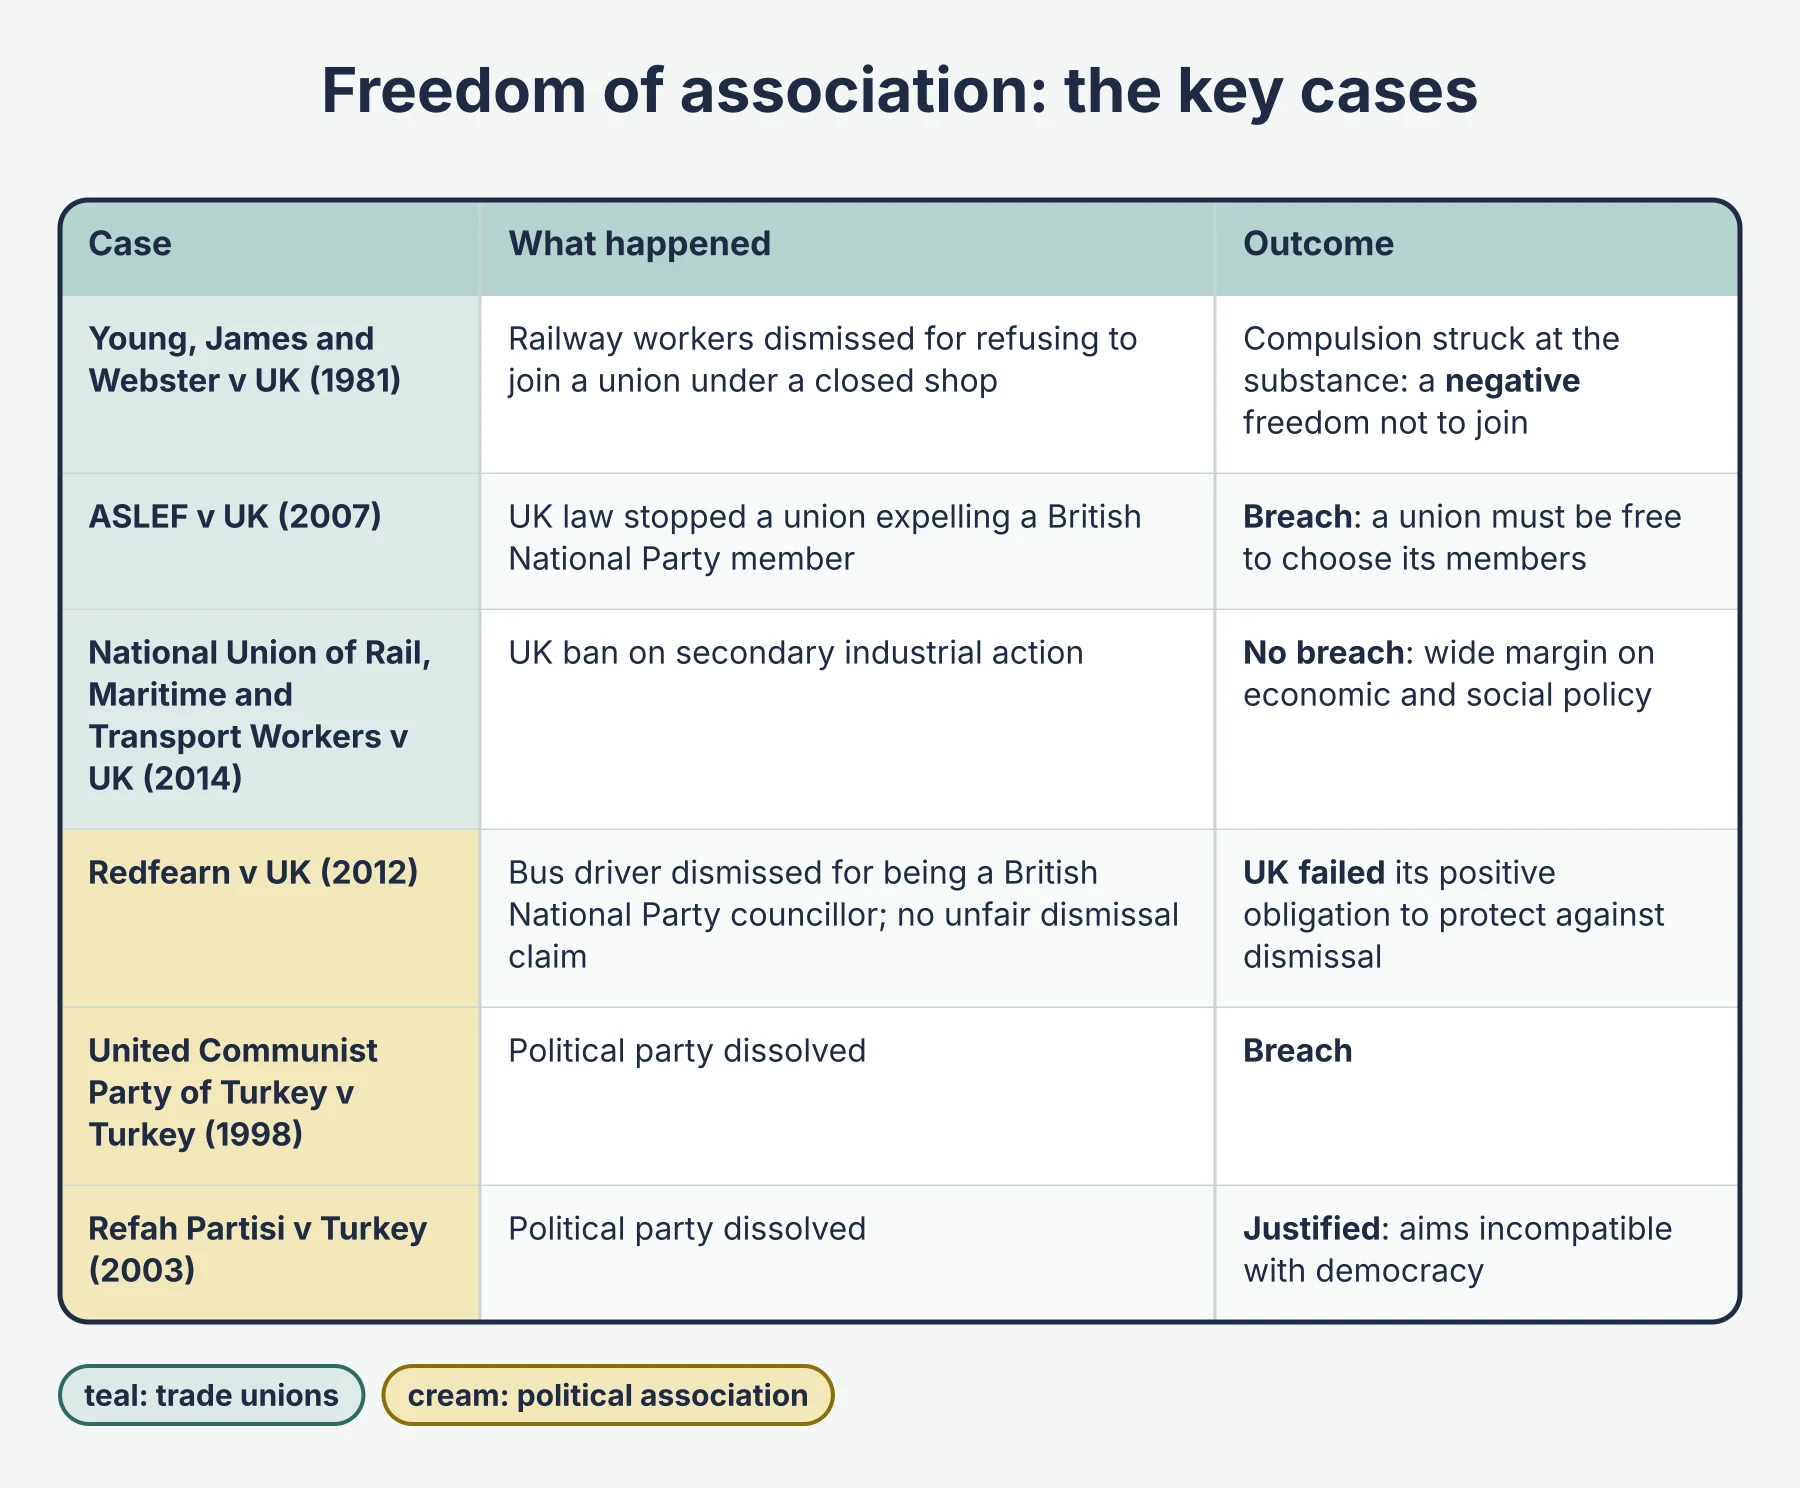 Freedom of association: the key cases
Case
What happened
Outcome
Young, James and
Webster v UK (1981)
Railway workers dismissed for refusing to
join a union under a closed shop
Compulsion struck at the
substance: a negative
freedom not to join
ASLEF v UK (2007)
UK law stopped a union expelling a British
National Party member
Breach: a union must be free
to choose its members
National Union of Rail,
Maritime and
Transport Workers v
UK (2014)
UK ban on secondary industrial action
No breach: wide margin on
economic and social policy
Redfearn v UK (2012)
Bus driver dismissed for being a British
National Party councillor; no unfair dismissal
claim
UK failed its positive
obligation to protect against
dismissal
United Communist
Party of Turkey v
Turkey (1998)
Political party dissolved
Breach
Refah Partisi v Turkey
(2003)
Political party dissolved
Justified: aims incompatible
with democracy
teal: trade unions
cream: political association